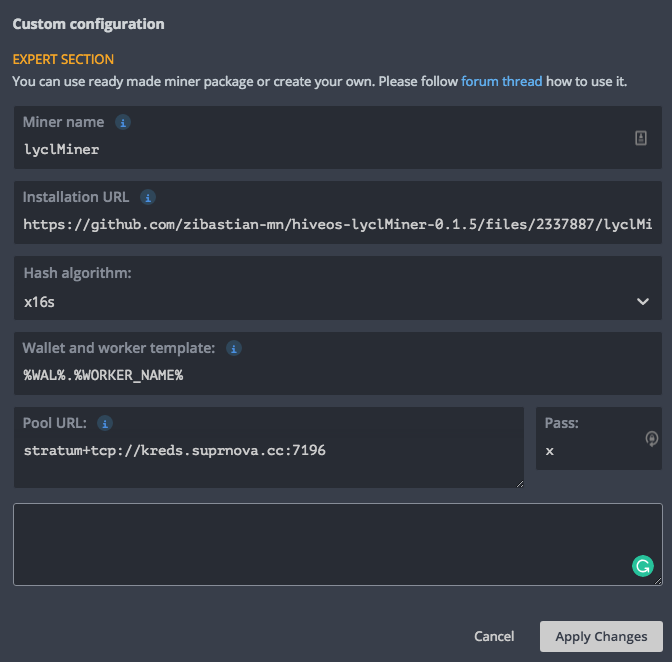 Custom configuration
EXPERT SECTION
You can use ready made miner package or create your own. Please follow forum thread how to use it.
Miner name
lyclMiner
Installation URL
https://github.com/zibastian-mn/hiveos-lyclMiner-0.1.5/files/2337887/lyclMi
Hash algorithm:
x16s
Wallet and worker template:
%WAL%.%WORKER_NAME%
Pool URL:
stratum+tcp://kreds.suprnova.cc:7196
Pass:
x
Cancel
Apply Changes